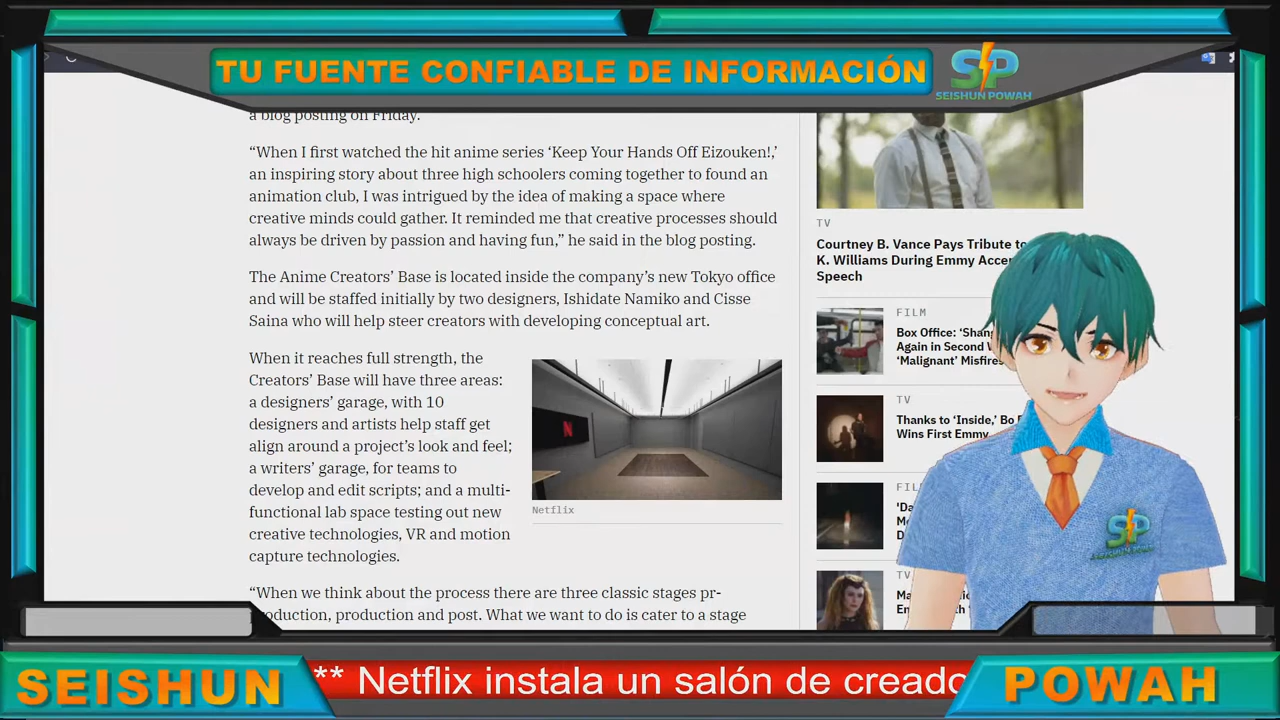 TU FUENTE CONFIABLE DE INFORMACIÓN
SP
SEISHUN POWAH
a blog posting on Friday.
“When I first watched the hit anime series ‘Keep Your Hands Off Eizouken!,’
an inspiring story about three high schoolers coming together to found an
animation club, I was intrigued by the idea of making a space where
creative minds could gather. It reminded me that creative processes should
always be driven by passion and having fun,” he said in the blog posting.
The Anime Creators’ Base is located inside the company’s new Tokyo office
and will be staffed initially by two designers, Ishidate Namiko and Cisse
Saina who will help steer creators with developing conceptual art.
When it reaches full strength, the
Creators’ Base will have three areas:
a designers’ garage, with 10
designers and artists help staff get
align around a project’s look and feel;
a writers’ garage, for teams to
develop and edit scripts; and a multi-
functional lab space testing out new
creative technologies, VR and motion
capture technologies.
N
Netflix
“When we think about the process there are three classic stages pr-
production, production and post. What we want to do is cater to a stage
TV
Courtney B. Vance Pays Tribute to
K. Williams During Emmy Accep
Speech
FILM
Box Office: ‘Shang
Again in Second W
‘Malignant’ Misfires
TV
Thanks to ‘Inside,’ Bo
Wins First Emmy
FIL
'Da
Mo
D
TV
Ma
En
SP
SEISHUN POWAH
SEISHUN
** Netflix instala un salón de creado
POWAH